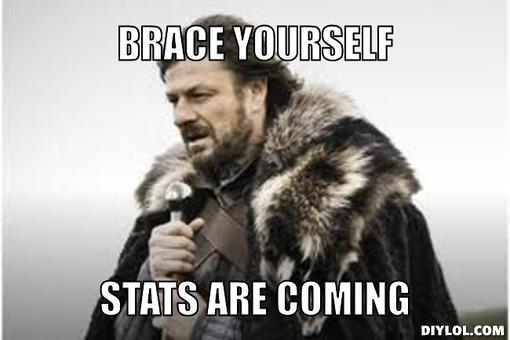 BRACE YOURSELF
STATS ARE COMING
DIYLOL.COM